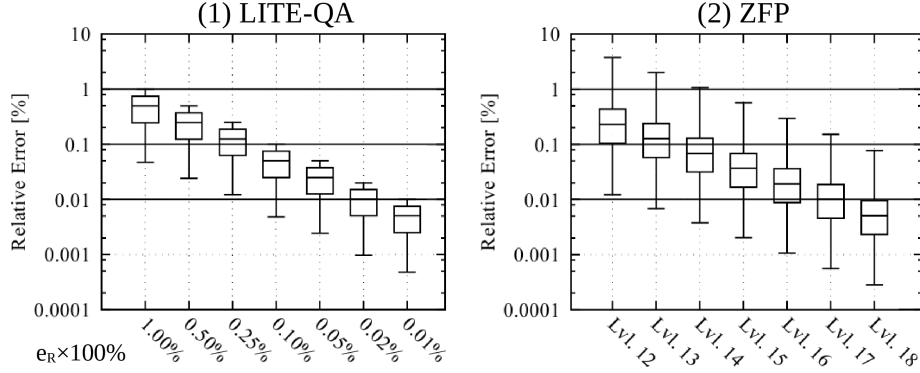 (1) LITE-QA
(2) ZFP
Relative Error [%]
10
1
0.1
0.01
0.001
0.0001
1.00%
0.50%
0.25%
0.10%
0.05%
0.02%
0.01%
eR×100%
Relative Error [%]
10
1
0.1
0.01
0.001
0.0001
Lvl. 12
Lvl. 13
Lvl. 14
Lvl. 15
Lvl. 16
Lvl. 17
Lvl. 18